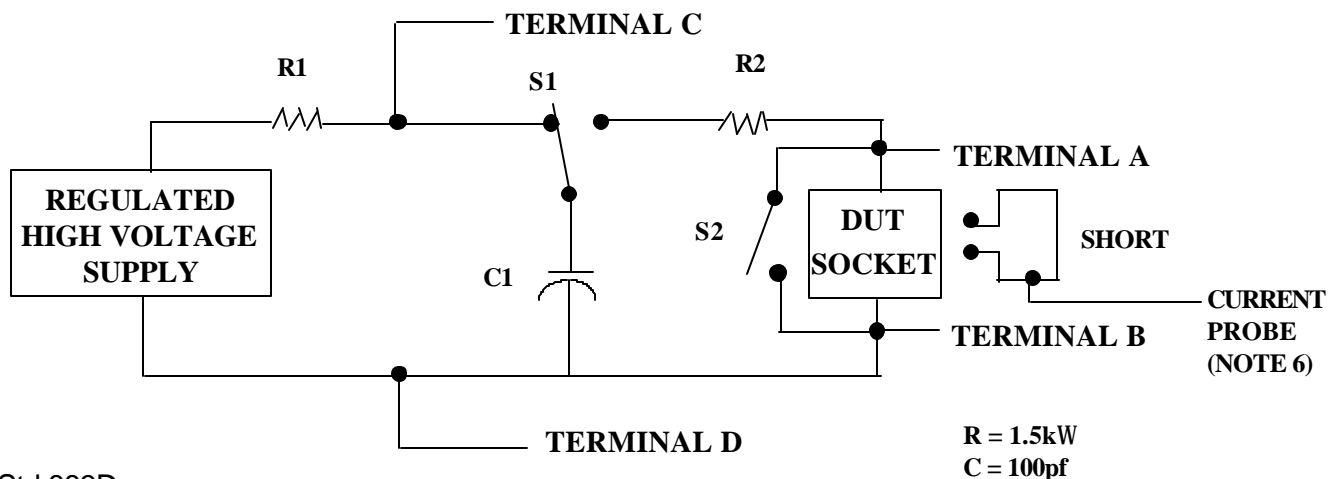 TERMINAL C
R1
S1
R2
TERMINAL A
REGULATED
HIGH VOLTAGE
SUPPLY
C1
S2
DUT
SOCKET
SHORT
CURRENT
PROBE
(NOTE 6)
TERMINAL B
TERMINAL D
R = 1.5kW
C = 100pf